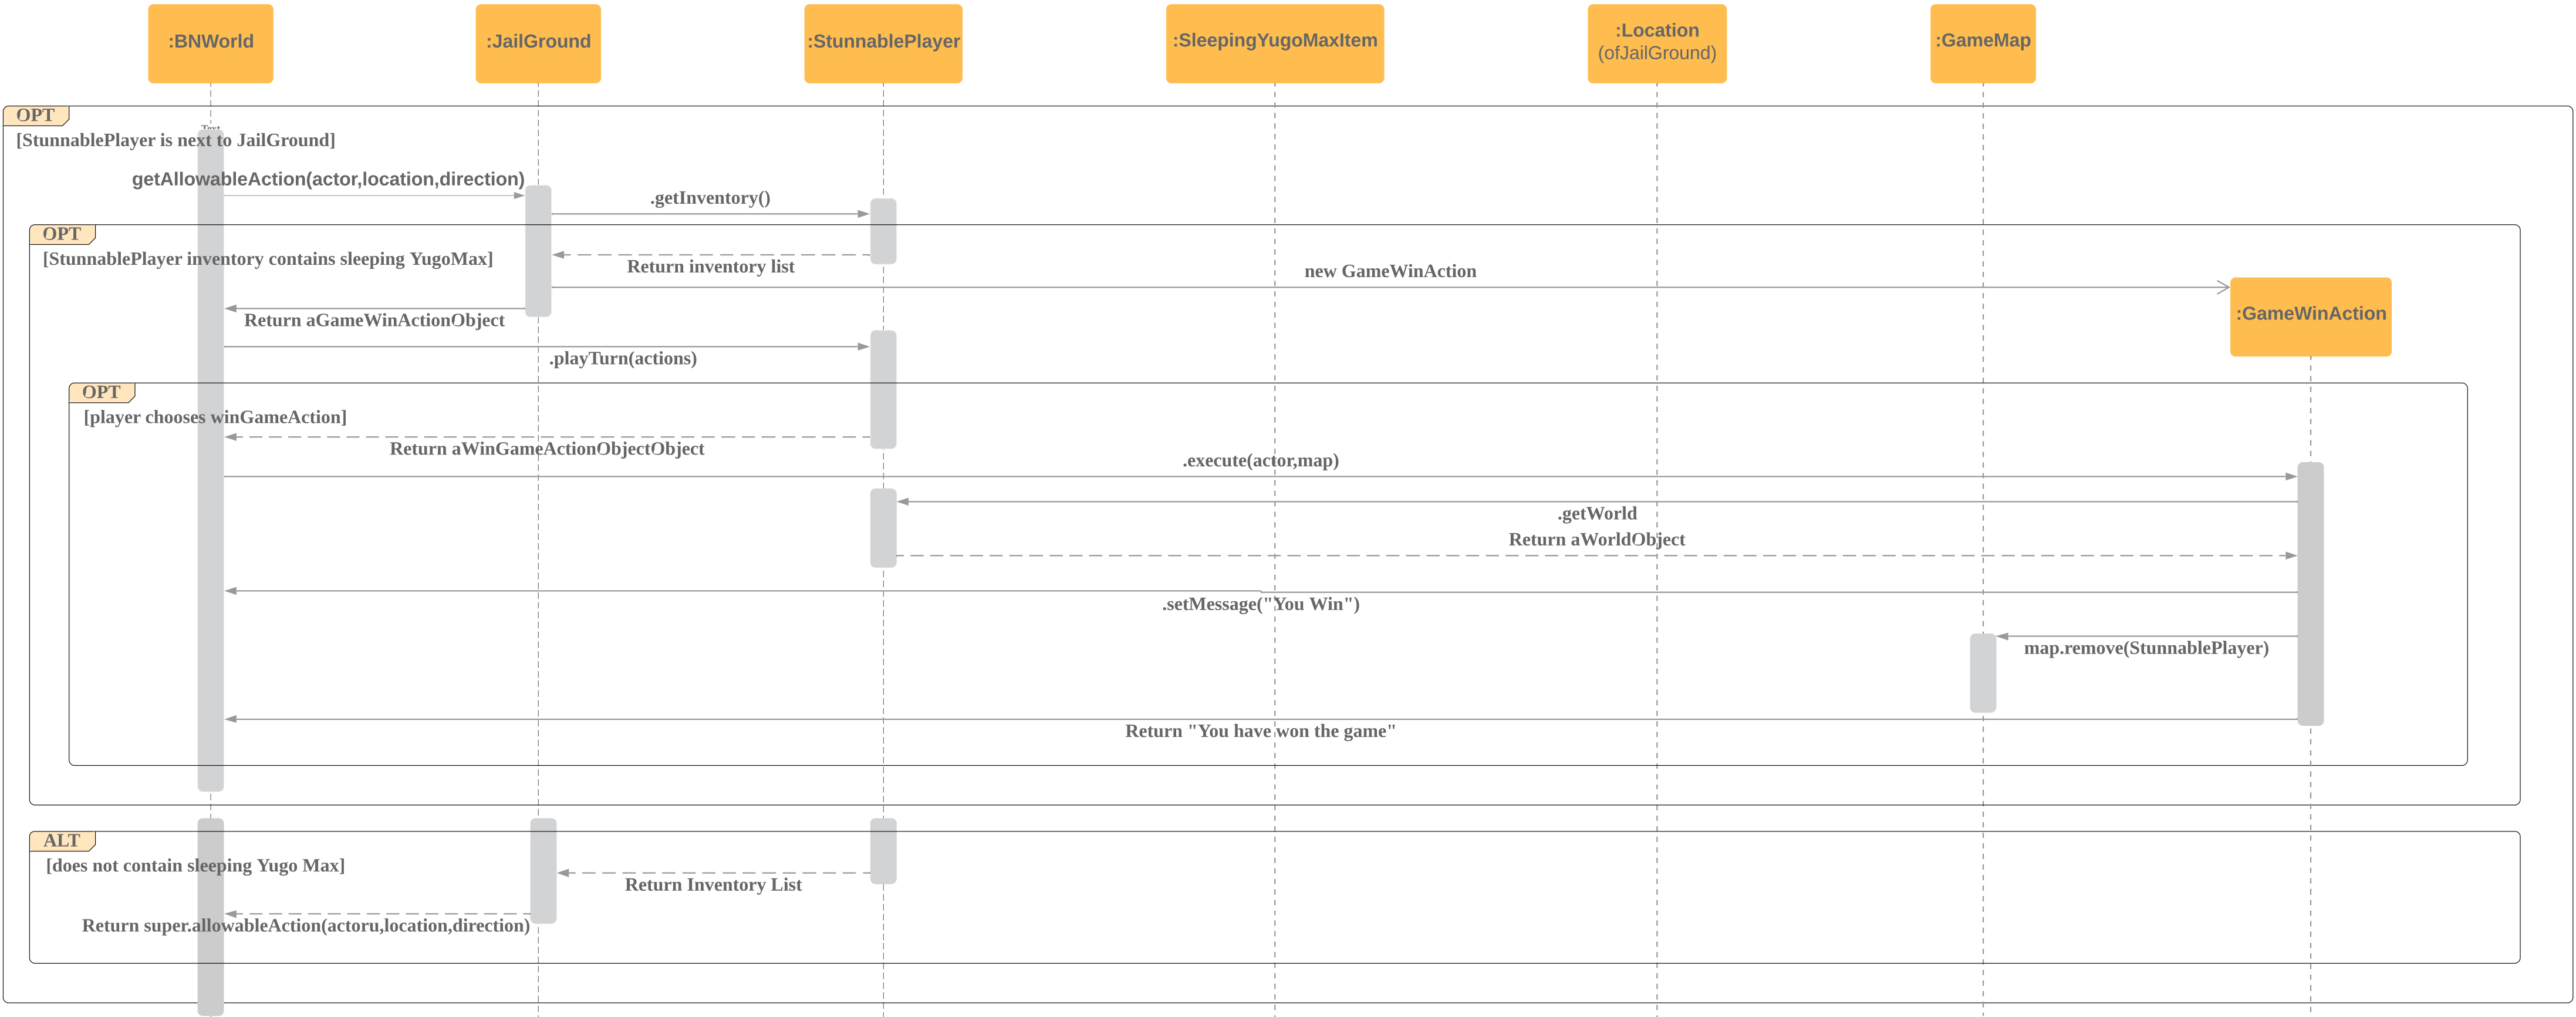 :BNWorld
:JailGround
:StunnablePlayer
:SleepingYugoMaxItem
:Location
(ofJailGround)
:GameMap
OPT
Text
[StunnablePlayer is next to JailGround]
getAllowableAction(actor,location,direction)
.getInventory()
OPT
[StunnablePlayer inventory contains sleeping YugoMax]
Return inventory list
new GameWinAction
:GameWinAction
Return aGameWinActionObject
.playTurn(actions)
OPT
[player chooses winGameAction]
Return aWinGameActionObjectObject
.execute(actor,map)
.getWorld
Return aWorldObject
.setMessage("You Win")
map.remove(StunnablePlayer)
Return "You have won the game"
ALT
[does not contain sleeping Yugo Max]
Return Inventory List
Return super.allowableAction(actoru,location,direction)